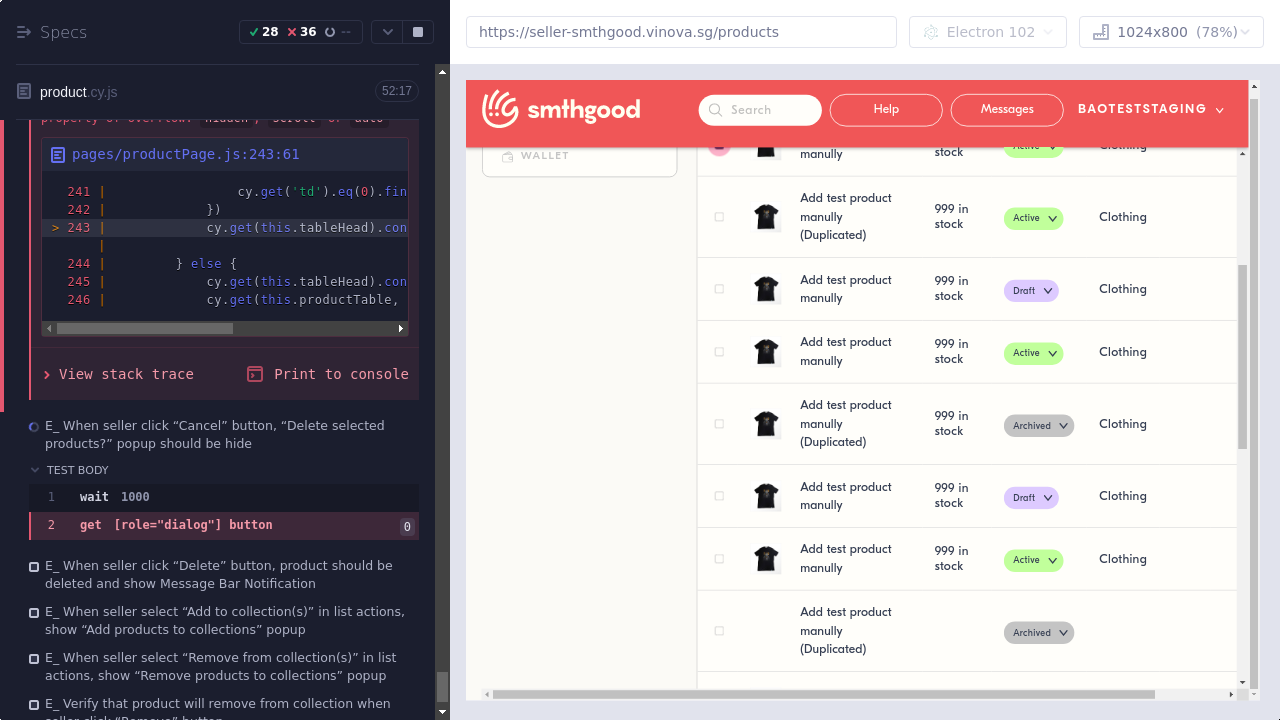 Specs
28 36 --
product.cy.js
52:17
property of overflow: hidden, scroll or auto
pages/productPage.js:243:61
241 | cy.get('td').eq(0).fin
242 | })
> 243 | cy.get(this.tableHead).con
|
244 | } else {
245 | cy.get(this.tableHead).con
246 | cy.get(this.productTable,
View stack trace
Print to console
E_ When seller click “Cancel” button, “Delete selected
products?” popup should be hide
TEST BODY
1 wait 1000
2 get [role="dialog"] button 0
E_ When seller click “Delete” button, product should be
deleted and show Message Bar Notification
E_ When seller select “Add to collection(s)” in list actions,
show “Add products to collections” popup
E_ When seller select “Remove from collection(s)” in list
actions, show “Remove products to collections” popup
E_ Verify that product will remove from collection when
seller click “Remove” button
https://seller-smthgood.vinova.sg/products
Electron 102
1024x800 (78%)
smthgood
Search
Help
Messages
BAOTESTSTAGING
WALLET
manully
stock
Active
Clothing
Add test product
manully
(Duplicated)
999 in
stock
Active
Clothing
Add test product
manully
999 in
stock
Draft
Clothing
Add test product
manully
999 in
stock
Active
Clothing
Add test product
manully
(Duplicated)
999 in
stock
Archived
Clothing
Add test product
manully
999 in
stock
Draft
Clothing
Add test product
manully
999 in
stock
Active
Clothing
Add test product
manully
(Duplicated)
Archived